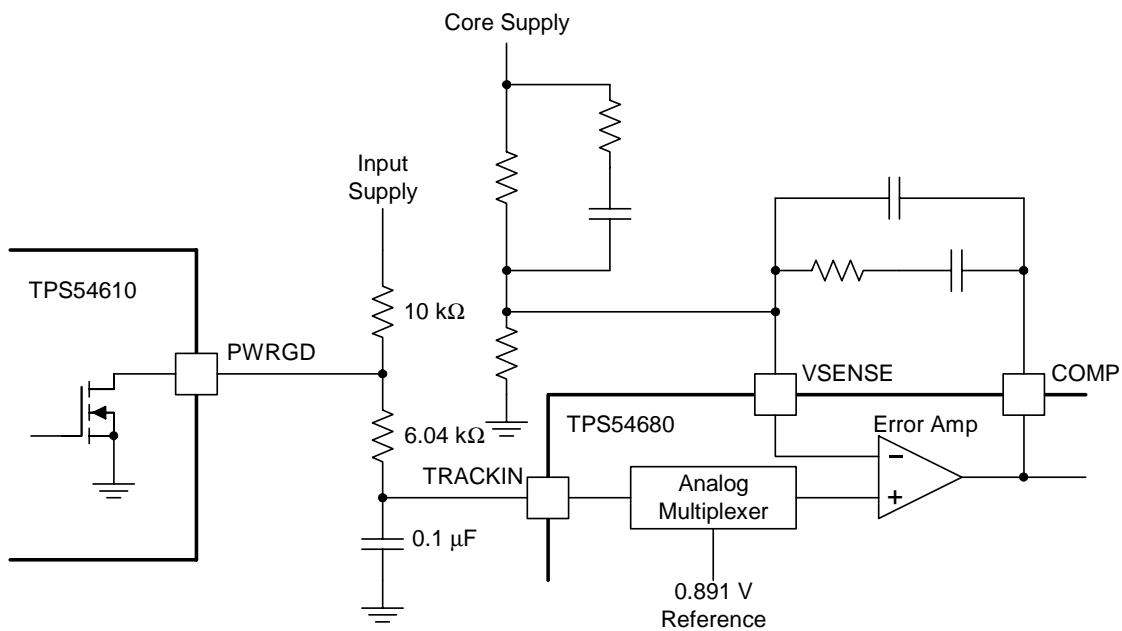 Core Supply
Input
Supply
TPS54610
10 kΩ
PWRGD
VSENSE
COMP
TPS54680
Error Amp
6.04 kΩ
TRACKIN
Analog
Multiplexer
−
+
0.1 μF
0.891 V
Reference